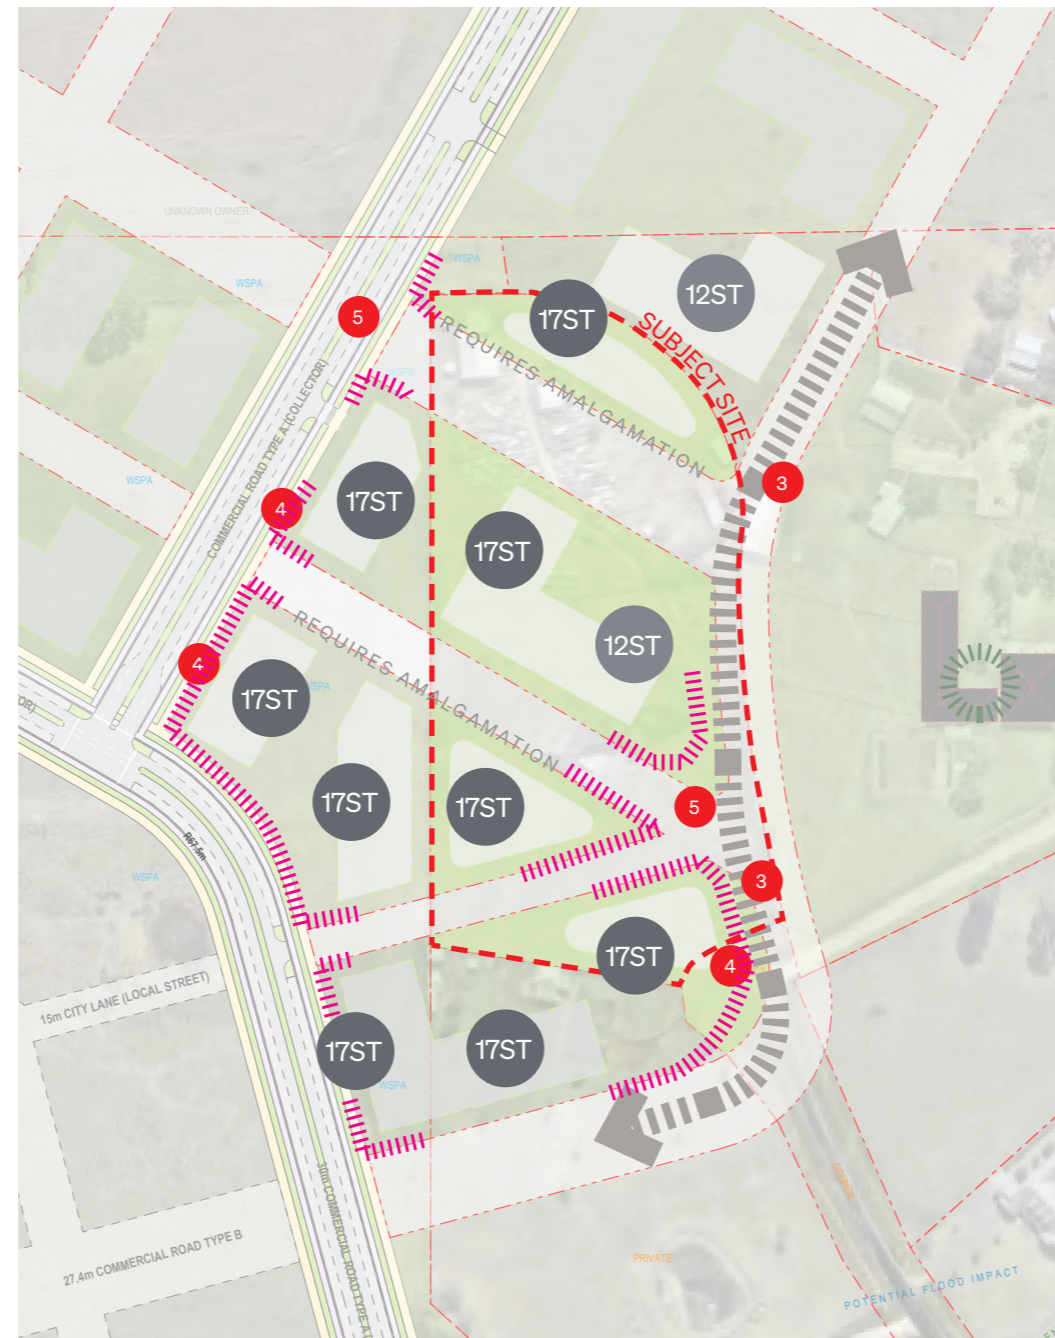 UNKNOWN OWNER
WSPA
WSPA
12ST
5
17ST
SUBJECT SITE
REQUIRES AMALGAMATION
WSPA
COMMERCIAL ROAD TYPE A (COLLECTOR)
WSPA
3
17ST
4
17ST
12ST
REQUIRES AMALGAMATION
4
17ST
WSPA
OR)
17ST
17ST
5
R67.5m
WSPA
3
17ST
4
15m CITY LANE (LOCAL STREET)
17ST
17ST
WSPA
30m COMMERCIAL ROAD TYPE A (
COUNCIL
27.4m COMMERCIAL ROAD TYPE B
PRIVATE
POTENTIAL FLOOD IMPACT